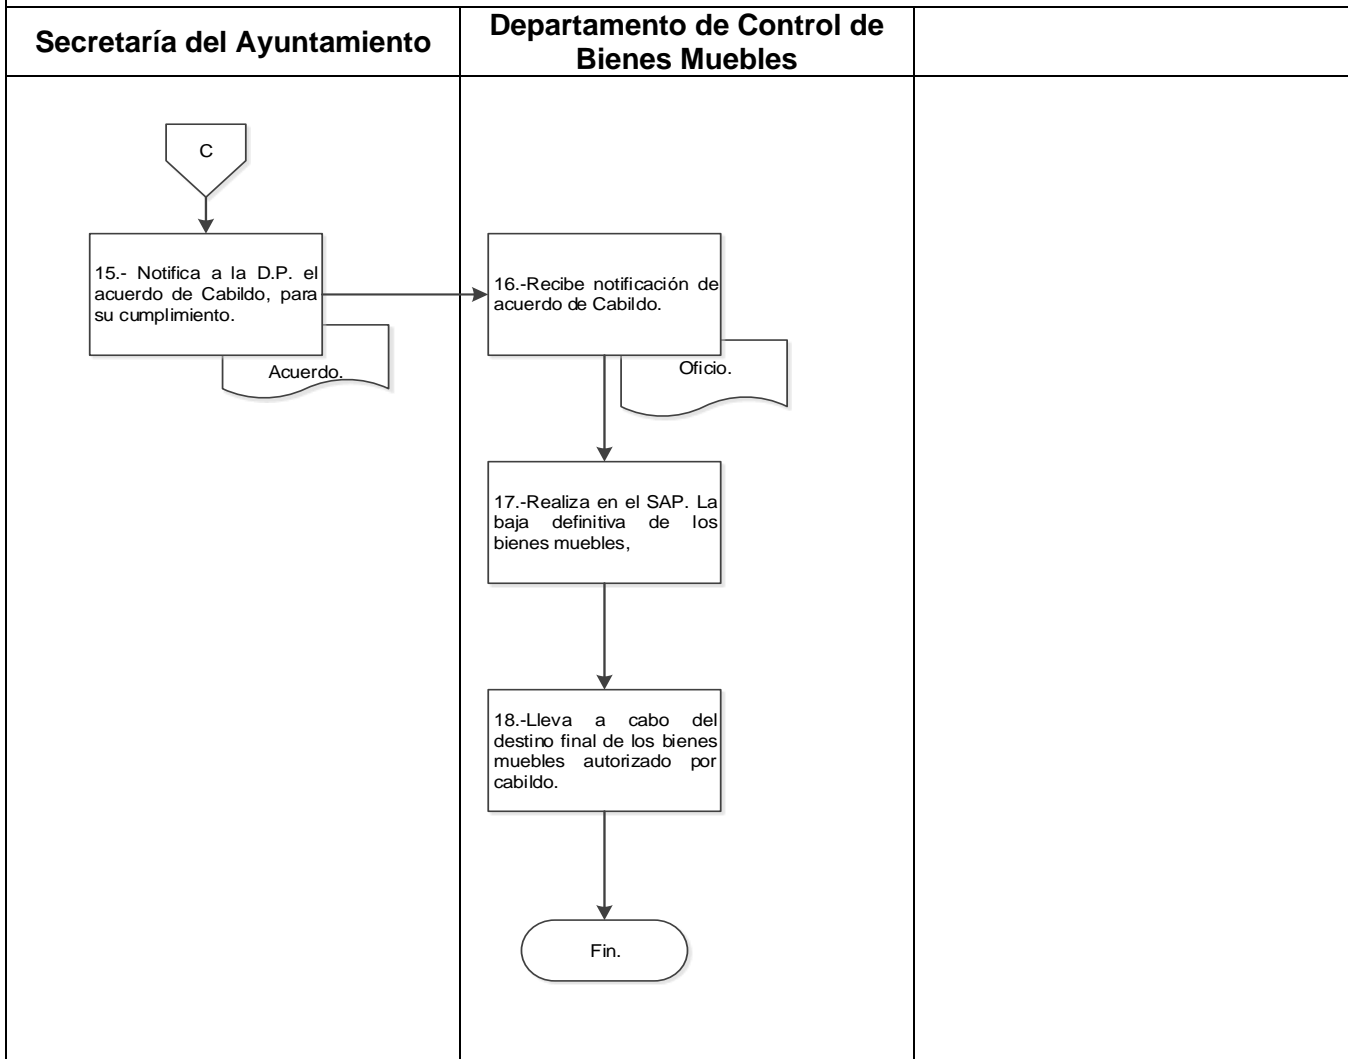 Secretaría del Ayuntamiento
Departamento de Control de
Bienes Muebles
C
15.- Notifica a la D.P. el
acuerdo de Cabildo, para
su cumplimiento.
Acuerdo.
16.-Recibe notificación de
acuerdo de Cabildo.
Oficio.
17.-Realiza en el SAP. La
baja definitiva de los
bienes muebles,
18.-Lleva a cabo del
destino final de los bienes
muebles autorizado por
cabildo.
Fin.